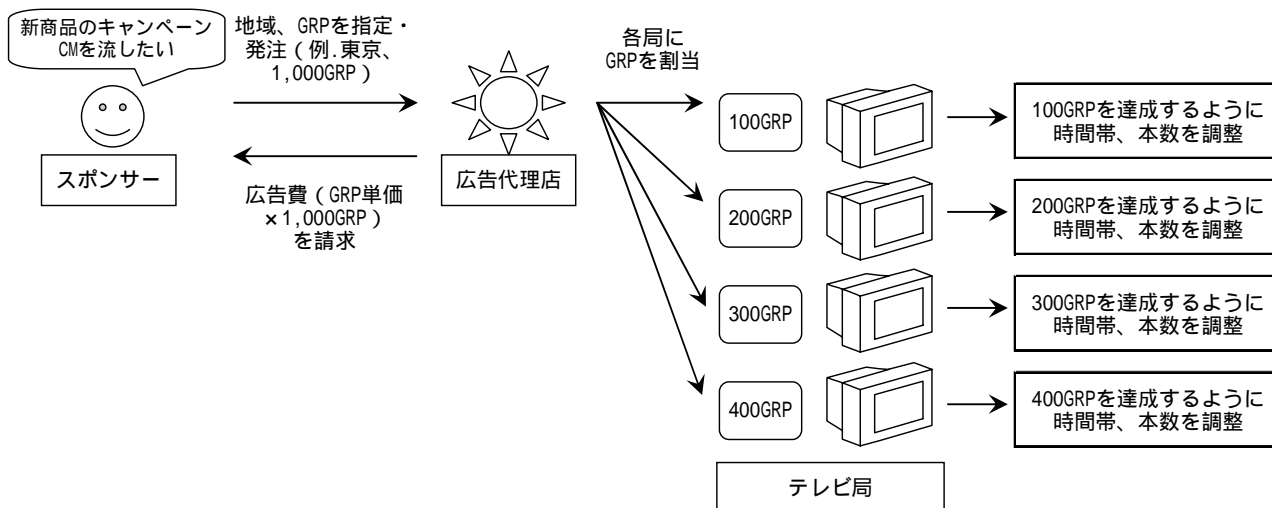 新商品のキャンペーン
CMを流したい
スポンサー
地域、GRPを指定・
発注（例.東京、
1,000GRP）
広告費（GRP単価
×1,000GRP）
を請求
広告代理店
各局に
GRPを割当
100GRP
100GRPを達成するように
時間帯、本数を調整
200GRP
200GRPを達成するように
時間帯、本数を調整
300GRP
300GRPを達成するように
時間帯、本数を調整
400GRP
400GRPを達成するように
時間帯、本数を調整
テレビ局